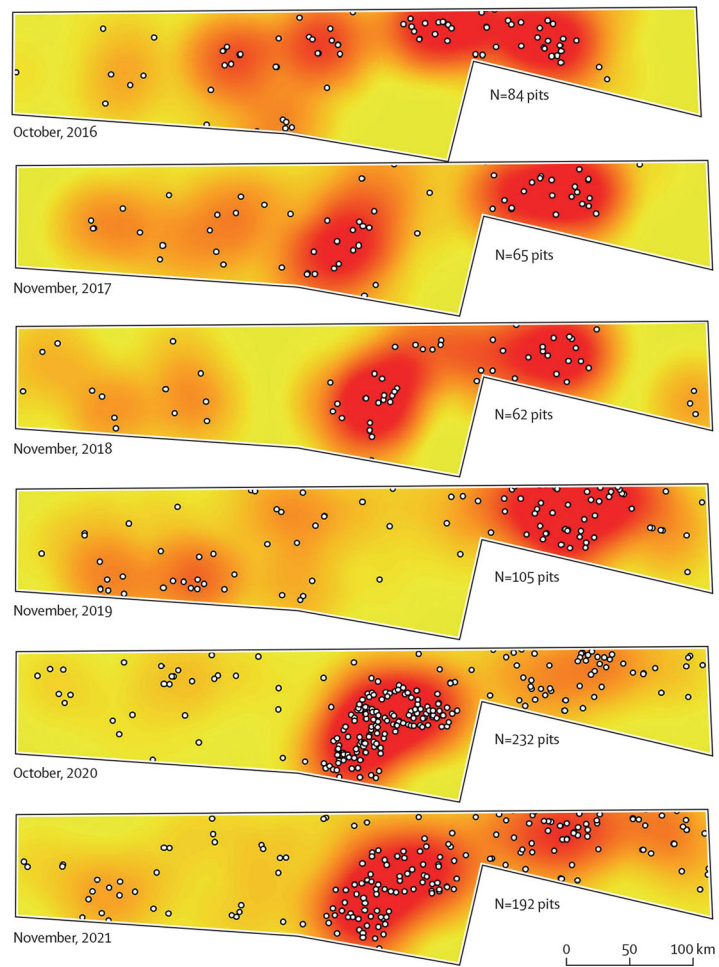 N=84 pits
October, 2016
N=65 pits
November, 2017
N=62 pits
November, 2018
N=105 pits
November, 2019
N=232 pits
October, 2020
N=192 pits
November, 2021
0 50 100 km